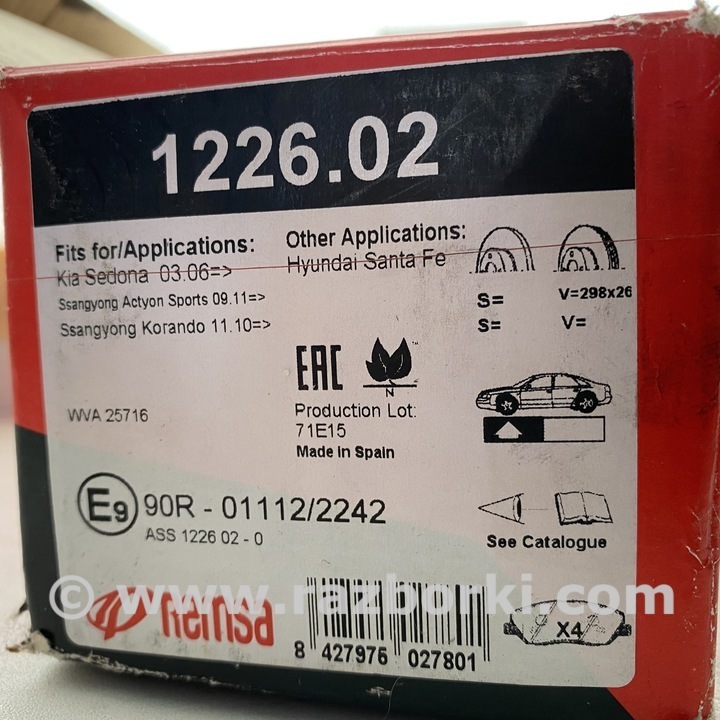 1226.02
Fits for/Applications:
Kia Sedona 03.06=>
Ssangyong Actyon Sports 09.11=>
Ssangyong Korando 11.10=>
Other Applications:
Hyundai Santa Fe
S= V=298x26
S= V=
EAC
N
WVA 25716
Production Lot:
71E15
Made in Spain
E9 90R - 01112/2242
ASS 1226 02 - 0
See Catalogue
© www.razborki.com
Remsa
X4
8 427976 027801